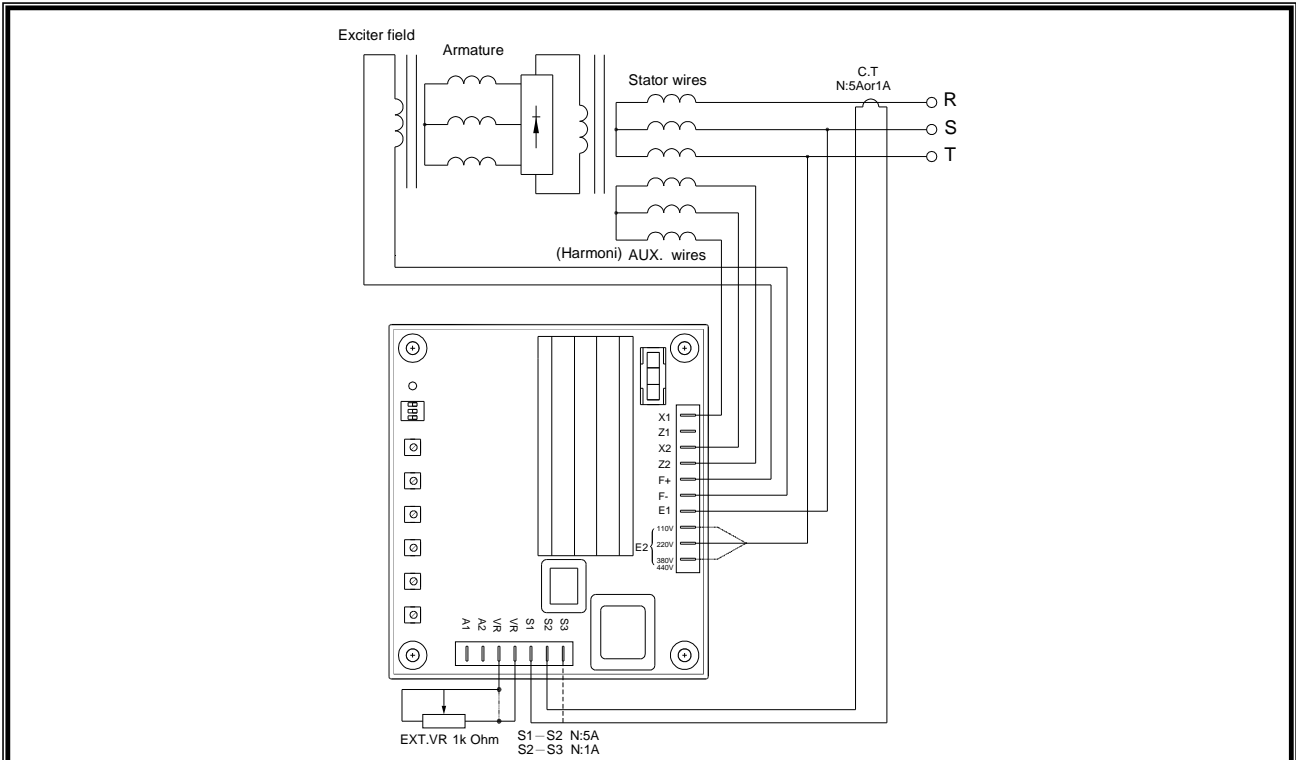 Exciter field
Armature
Stator wires
C.T
N:5Aor1A
R
S
T
(Harmoni) AUX. wires
X1
Z1
X2
Z2
F+
F-
E1
E2
110V
220V
380V
440V
A1
A2
VR
VR
S1
S2
S3
EXT.VR 1k Ohm
S1—S2 N:5A
S2—S3 N:1A